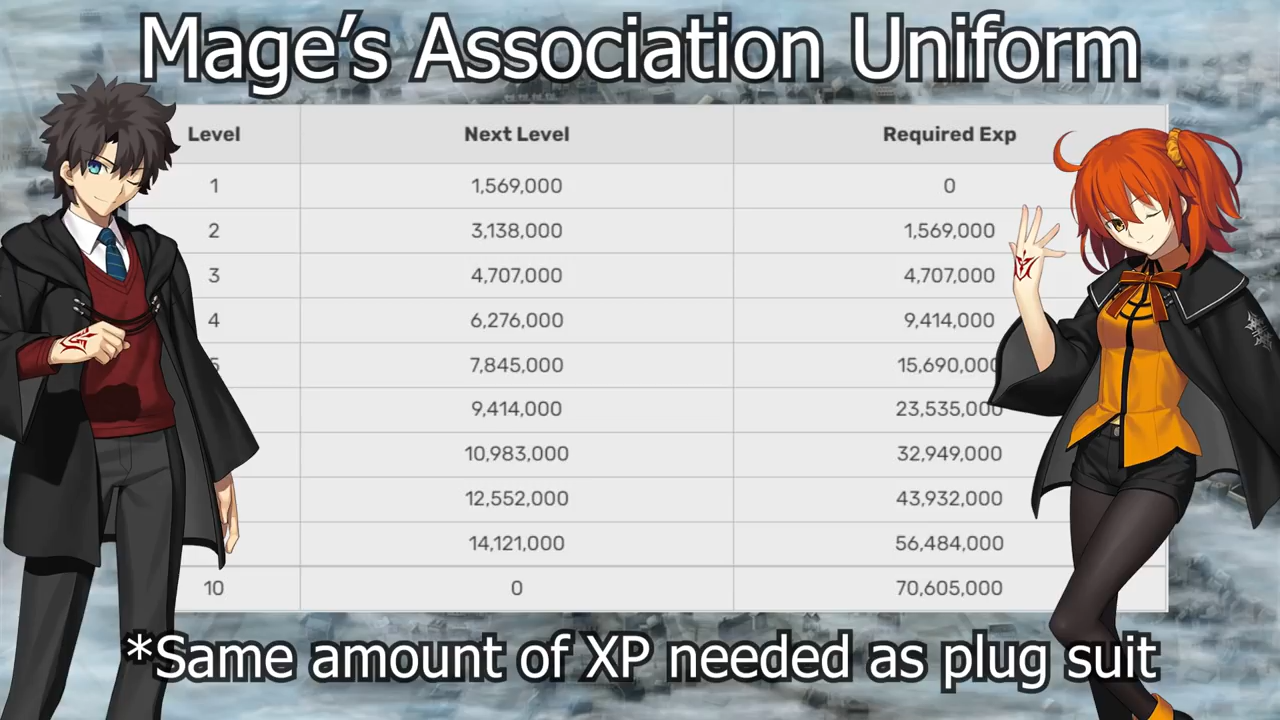 Mage's Association Uniform
Level Next Level Required Exp
1 1,569,000 0
2 3,138,000 1,569,000
3 4,707,000 4,707,000
4 6,276,000 9,414,000
5 7,845,000 15,690,000
9,414,000 23,535,000
10,983,000 32,949,000
12,552,000 43,932,000
14,121,000 56,484,000
10 0 70,605,000
*Same amount of XP needed as plug suit